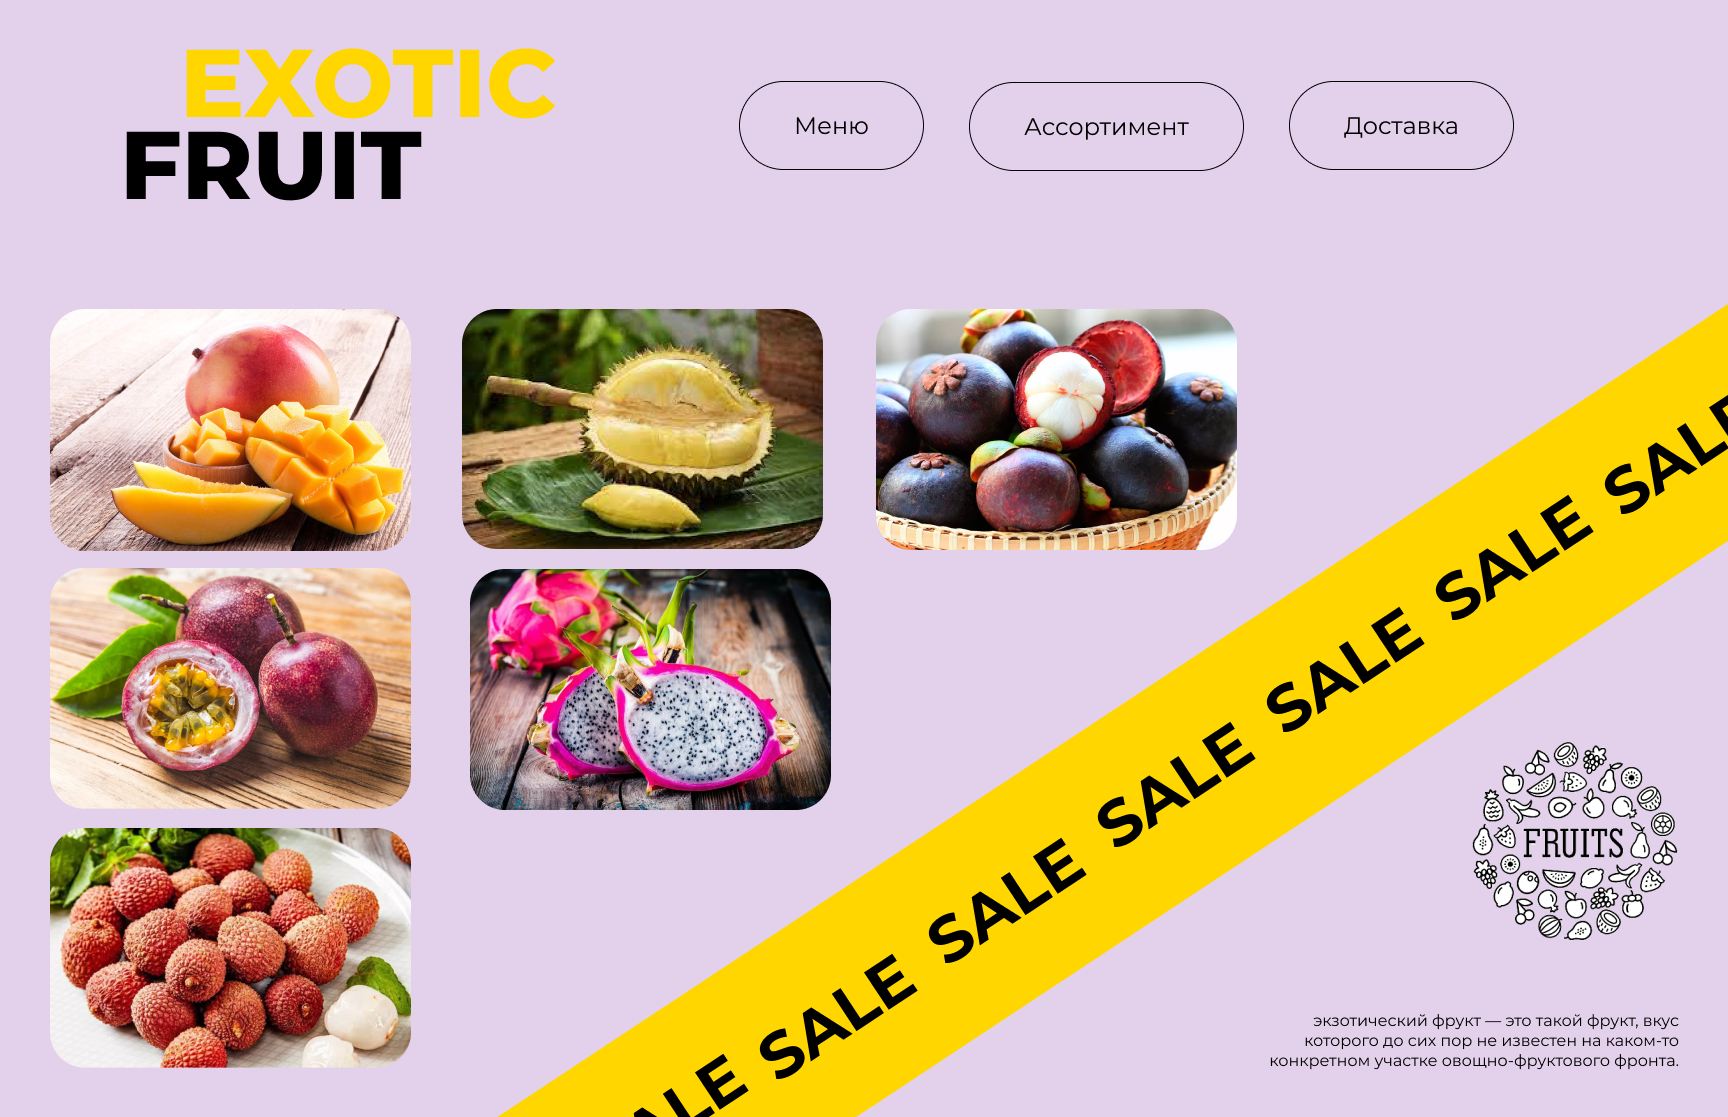 EXOTIC
FRUIT
Меню
Ассортимент
Доставка
ALE SALE SALE SALE SALE SALE SALE
FRUITS
экзотический фрукт — это такой фрукт, вкус
которого до сих пор не известен на каком-то
конкретном участке овощно-фруктового фронта.